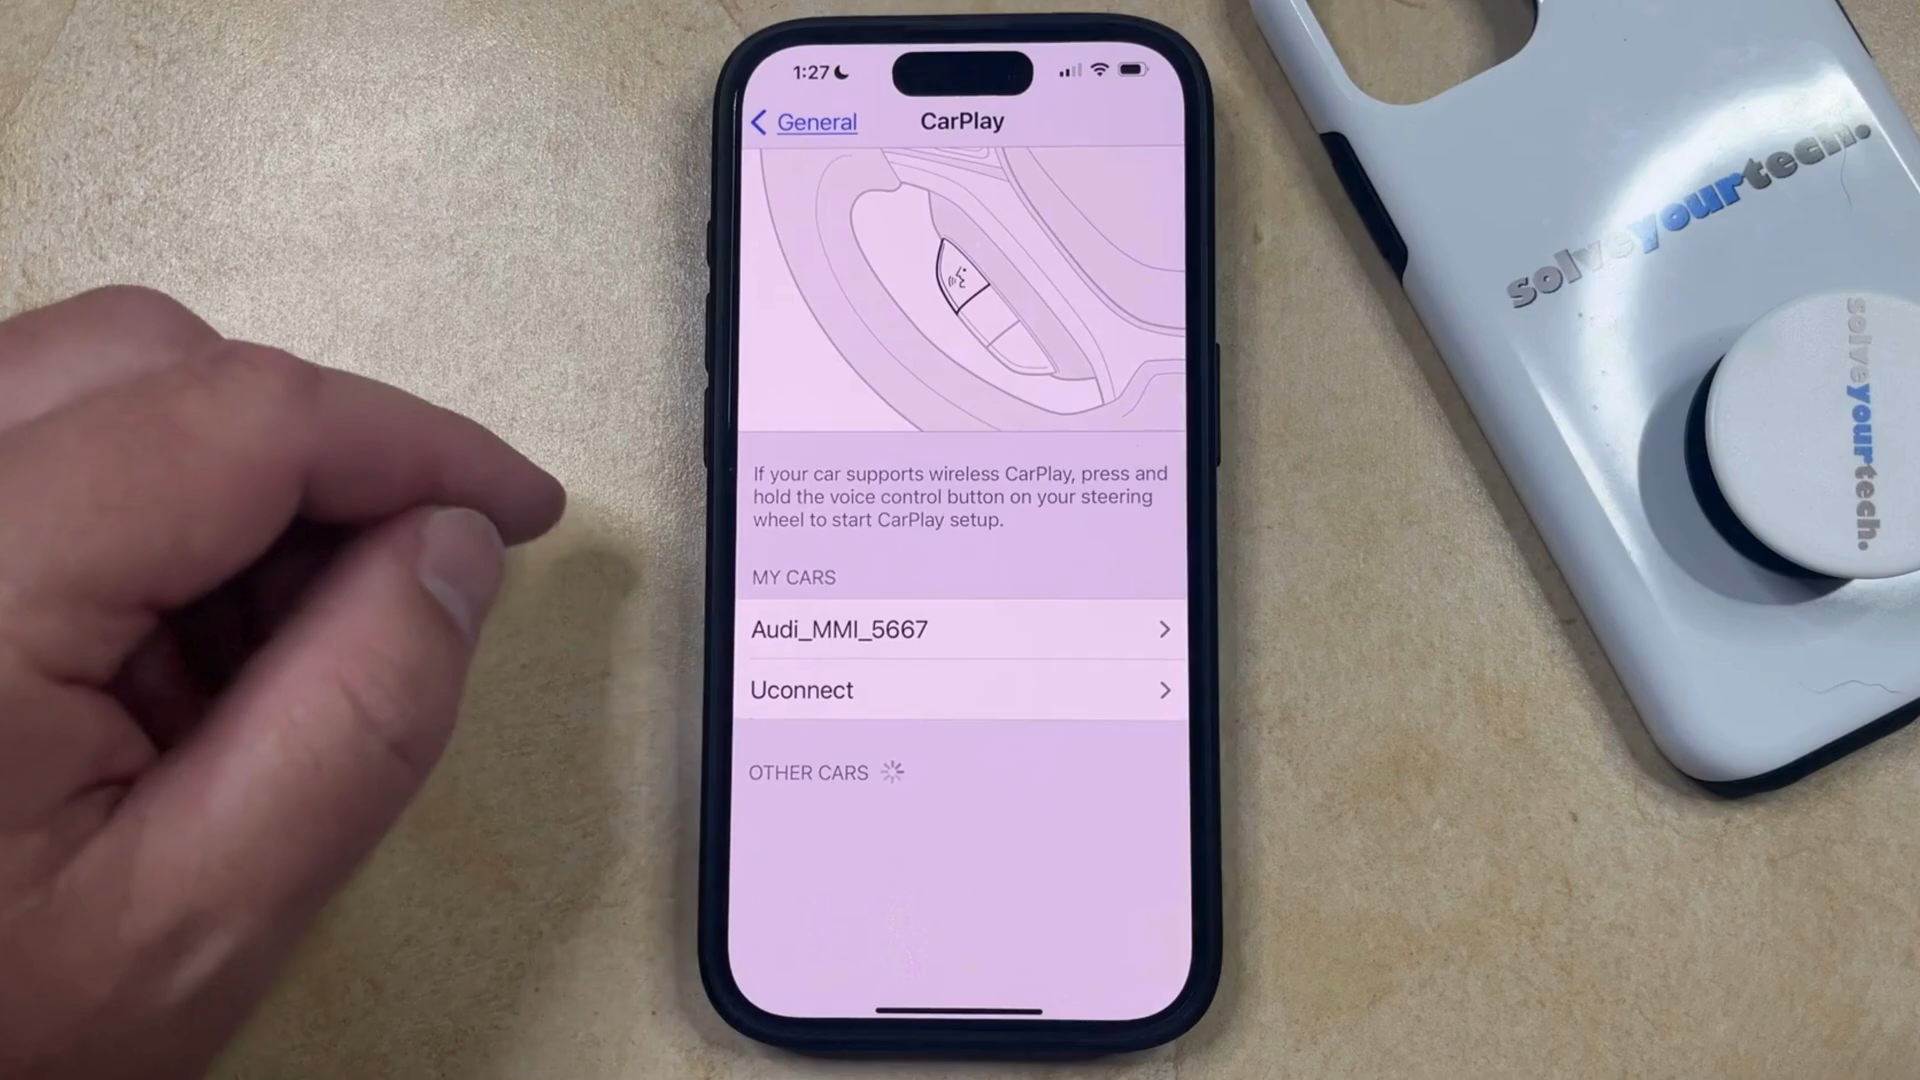 1:27
General
CarPlay
If your car supports wireless CarPlay, press and
hold the voice control button on your steering
wheel to start CarPlay setup.
MY CARS
Audi_MMI_5667
Uconnect
OTHER CARS
solveyourtech.
solveyourtech.